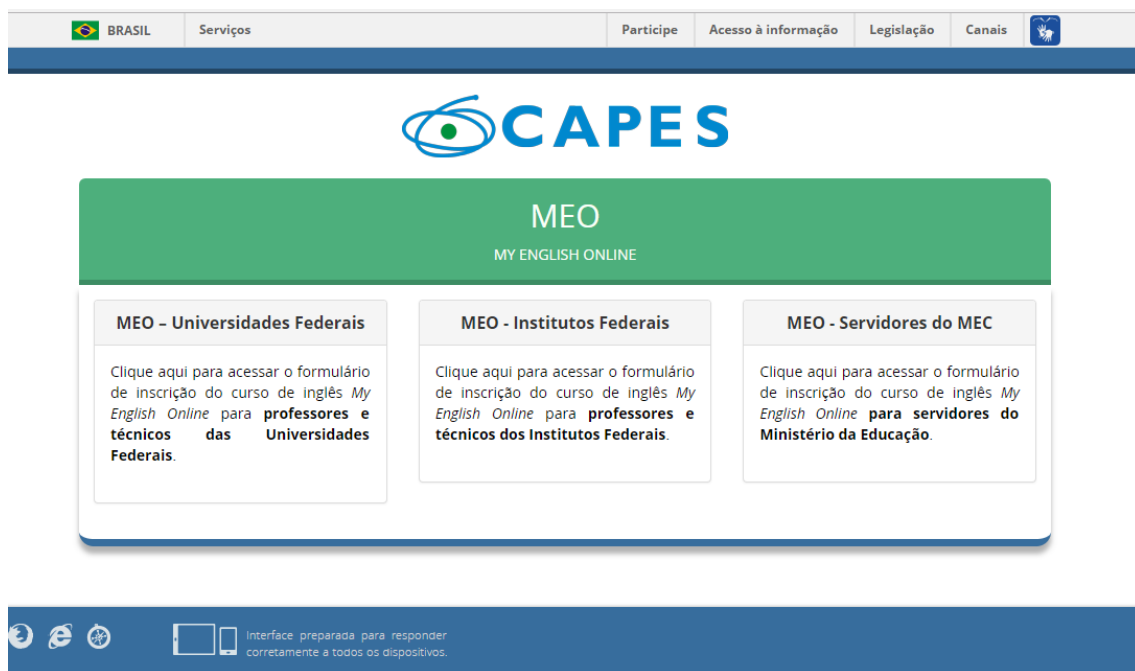 BRASIL Serviços Participe Acesso à informação Legislação Canais
CAPES
MEO
MY ENGLISH ONLINE
MEO – Universidades Federais
Clique aqui para acessar o formulário
de inscrição do curso de inglês My
English Online para professores e
técnicos das Universidades
Federais.
MEO - Institutos Federais
Clique aqui para acessar o formulário
de inscrição do curso de inglês My
English Online para professores e
técnicos dos Institutos Federais.
MEO - Servidores do MEC
Clique aqui para acessar o formulário
de inscrição do curso de inglês My
English Online para servidores do
Ministério da Educação.
Interface preparada para responder
corretamente a todos os dispositivos.